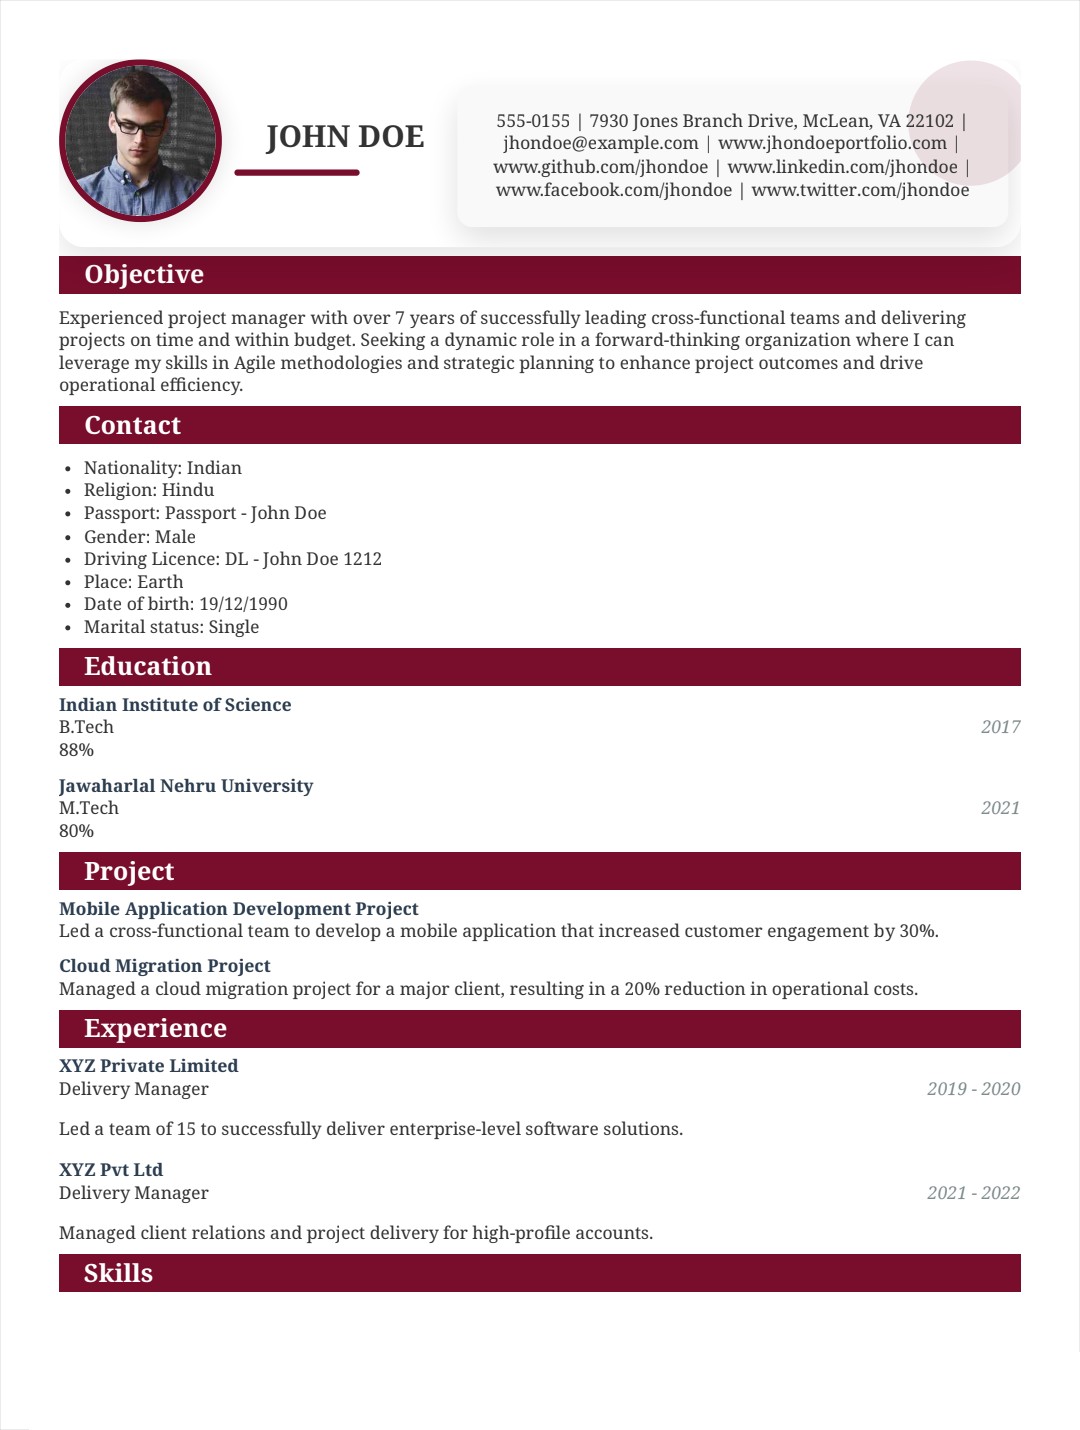 JOHN DOE
555-0155 | 7930 Jones Branch Drive, McLean, VA 22102 |
jhondoe@example.com | www.jhondoeportfolio.com |
www.github.com/jhondoe | www.linkedin.com/jhondoe |
www.facebook.com/jhondoe | www.twitter.com/jhondoe
Objective
Experienced project manager with over 7 years of successfully leading cross-functional teams and delivering
projects on time and within budget. Seeking a dynamic role in a forward-thinking organization where I can
leverage my skills in Agile methodologies and strategic planning to enhance project outcomes and drive
operational efficiency.
Contact
• Nationality: Indian
• Religion: Hindu
• Passport: Passport - John Doe
• Gender: Male
• Driving Licence: DL - John Doe 1212
• Place: Earth
• Date of birth: 19/12/1990
• Marital status: Single
Education
Indian Institute of Science
B.Tech 2017
88%
Jawaharlal Nehru University
M.Tech 2021
80%
Project
Mobile Application Development Project
Led a cross-functional team to develop a mobile application that increased customer engagement by 30%.
Cloud Migration Project
Managed a cloud migration project for a major client, resulting in a 20% reduction in operational costs.
Experience
XYZ Private Limited
Delivery Manager 2019 - 2020
Led a team of 15 to successfully deliver enterprise-level software solutions.
XYZ Pvt Ltd
Delivery Manager 2021 - 2022
Managed client relations and project delivery for high-profile accounts.
Skills